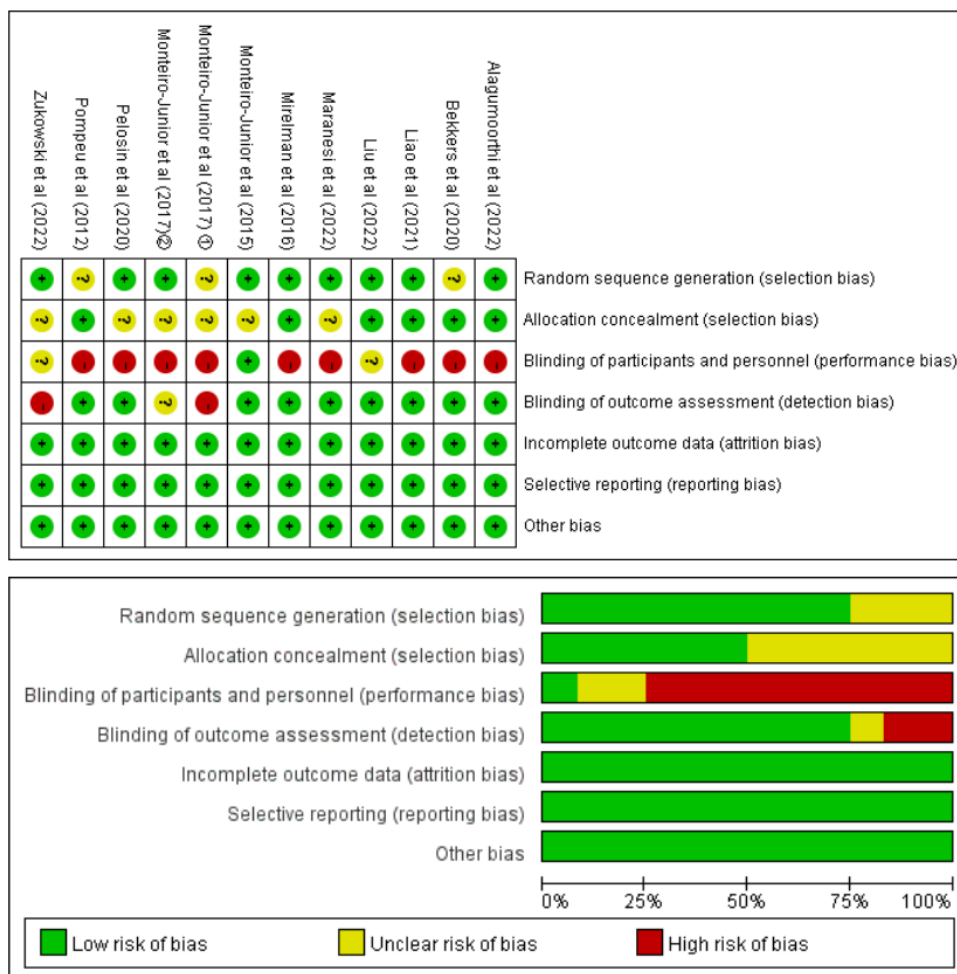 Zukowski et al (2022)
Pompeu et al (2012)
Pelosin et al (2020)
Monteiro-Junior et al (2017)②
Monteiro-Junior et al (2017) ①
Monteiro-Junior et al (2015)
Mirelman et al (2016)
Maranesi et al (2022)
Liu et al (2022)
Liao et al (2021)
Bekkers et al (2020)
Alagumoorthi et al (2022)
+ ? + + ? + + + + + ? + Random sequence generation (selection bias)
? + ? ? ? ? + ? + + + + Allocation concealment (selection bias)
? - - - - + - - ? - - - Blinding of participants and personnel (performance bias)
- + + ? - + + + + + + + Blinding of outcome assessment (detection bias)
+ + + + + + + + + + + + Incomplete outcome data (attrition bias)
+ + + + + + + + + + + + Selective reporting (reporting bias)
+ + + + + + + + + + + + Other bias
Random sequence generation (selection bias)
Allocation concealment (selection bias)
Blinding of participants and personnel (performance bias)
Blinding of outcome assessment (detection bias)
Incomplete outcome data (attrition bias)
Selective reporting (reporting bias)
Other bias
0% 25% 50% 75% 100%
Low risk of bias Unclear risk of bias High risk of bias